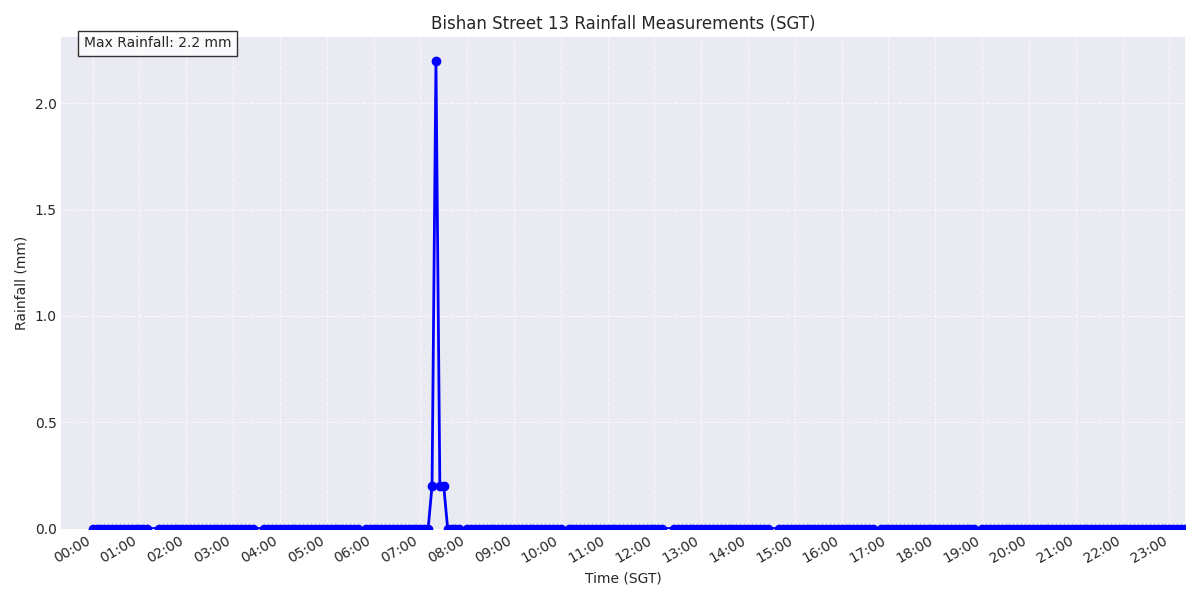 Bishan Street 13 Rainfall Measurements (SGT)
Max Rainfall: 2.2 mm
2.0
1.5
1.0
0.5
0.0
Rainfall (mm)
00:00 01:00 02:00 03:00 04:00 05:00 06:00 07:00 08:00 09:00 10:00 11:00 12:00 13:00 14:00 15:00 16:00 17:00 18:00 19:00 20:00 21:00 22:00 23:00
Time (SGT)